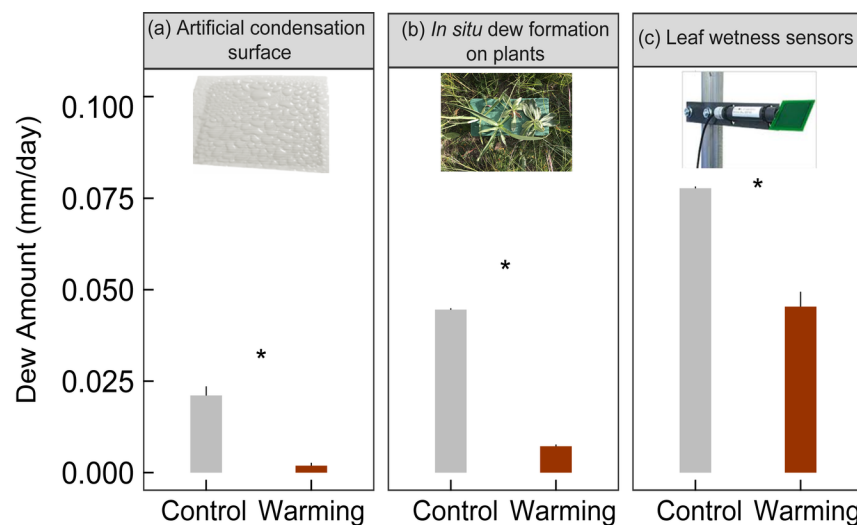 (a) Artificial condensation
surface
(b) In situ dew formation
on plants
(c) Leaf wetness sensors
Dew Amount (mm/day)
0.100
0.075
0.050
0.025
0.000
*
*
*
Control Warming
Control Warming
Control Warming